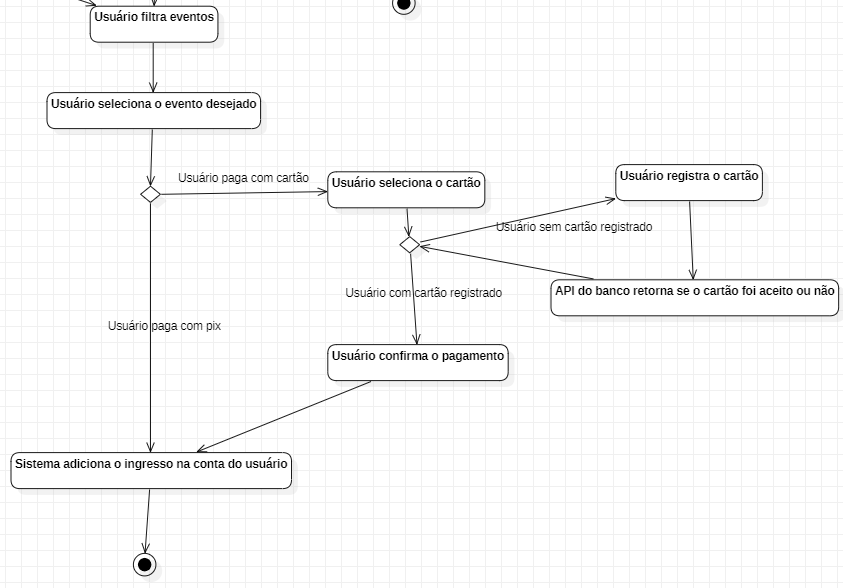 Usuário filtra eventos
Usuário seleciona o evento desejado
Usuário paga com cartão
Usuário seleciona o cartão
Usuário registra o cartão
Usuário sem cartão registrado
API do banco retorna se o cartão foi aceito ou não
Usuário com cartão registrado
Usuário paga com pix
Usuário confirma o pagamento
Sistema adiciona o ingresso na conta do usuário